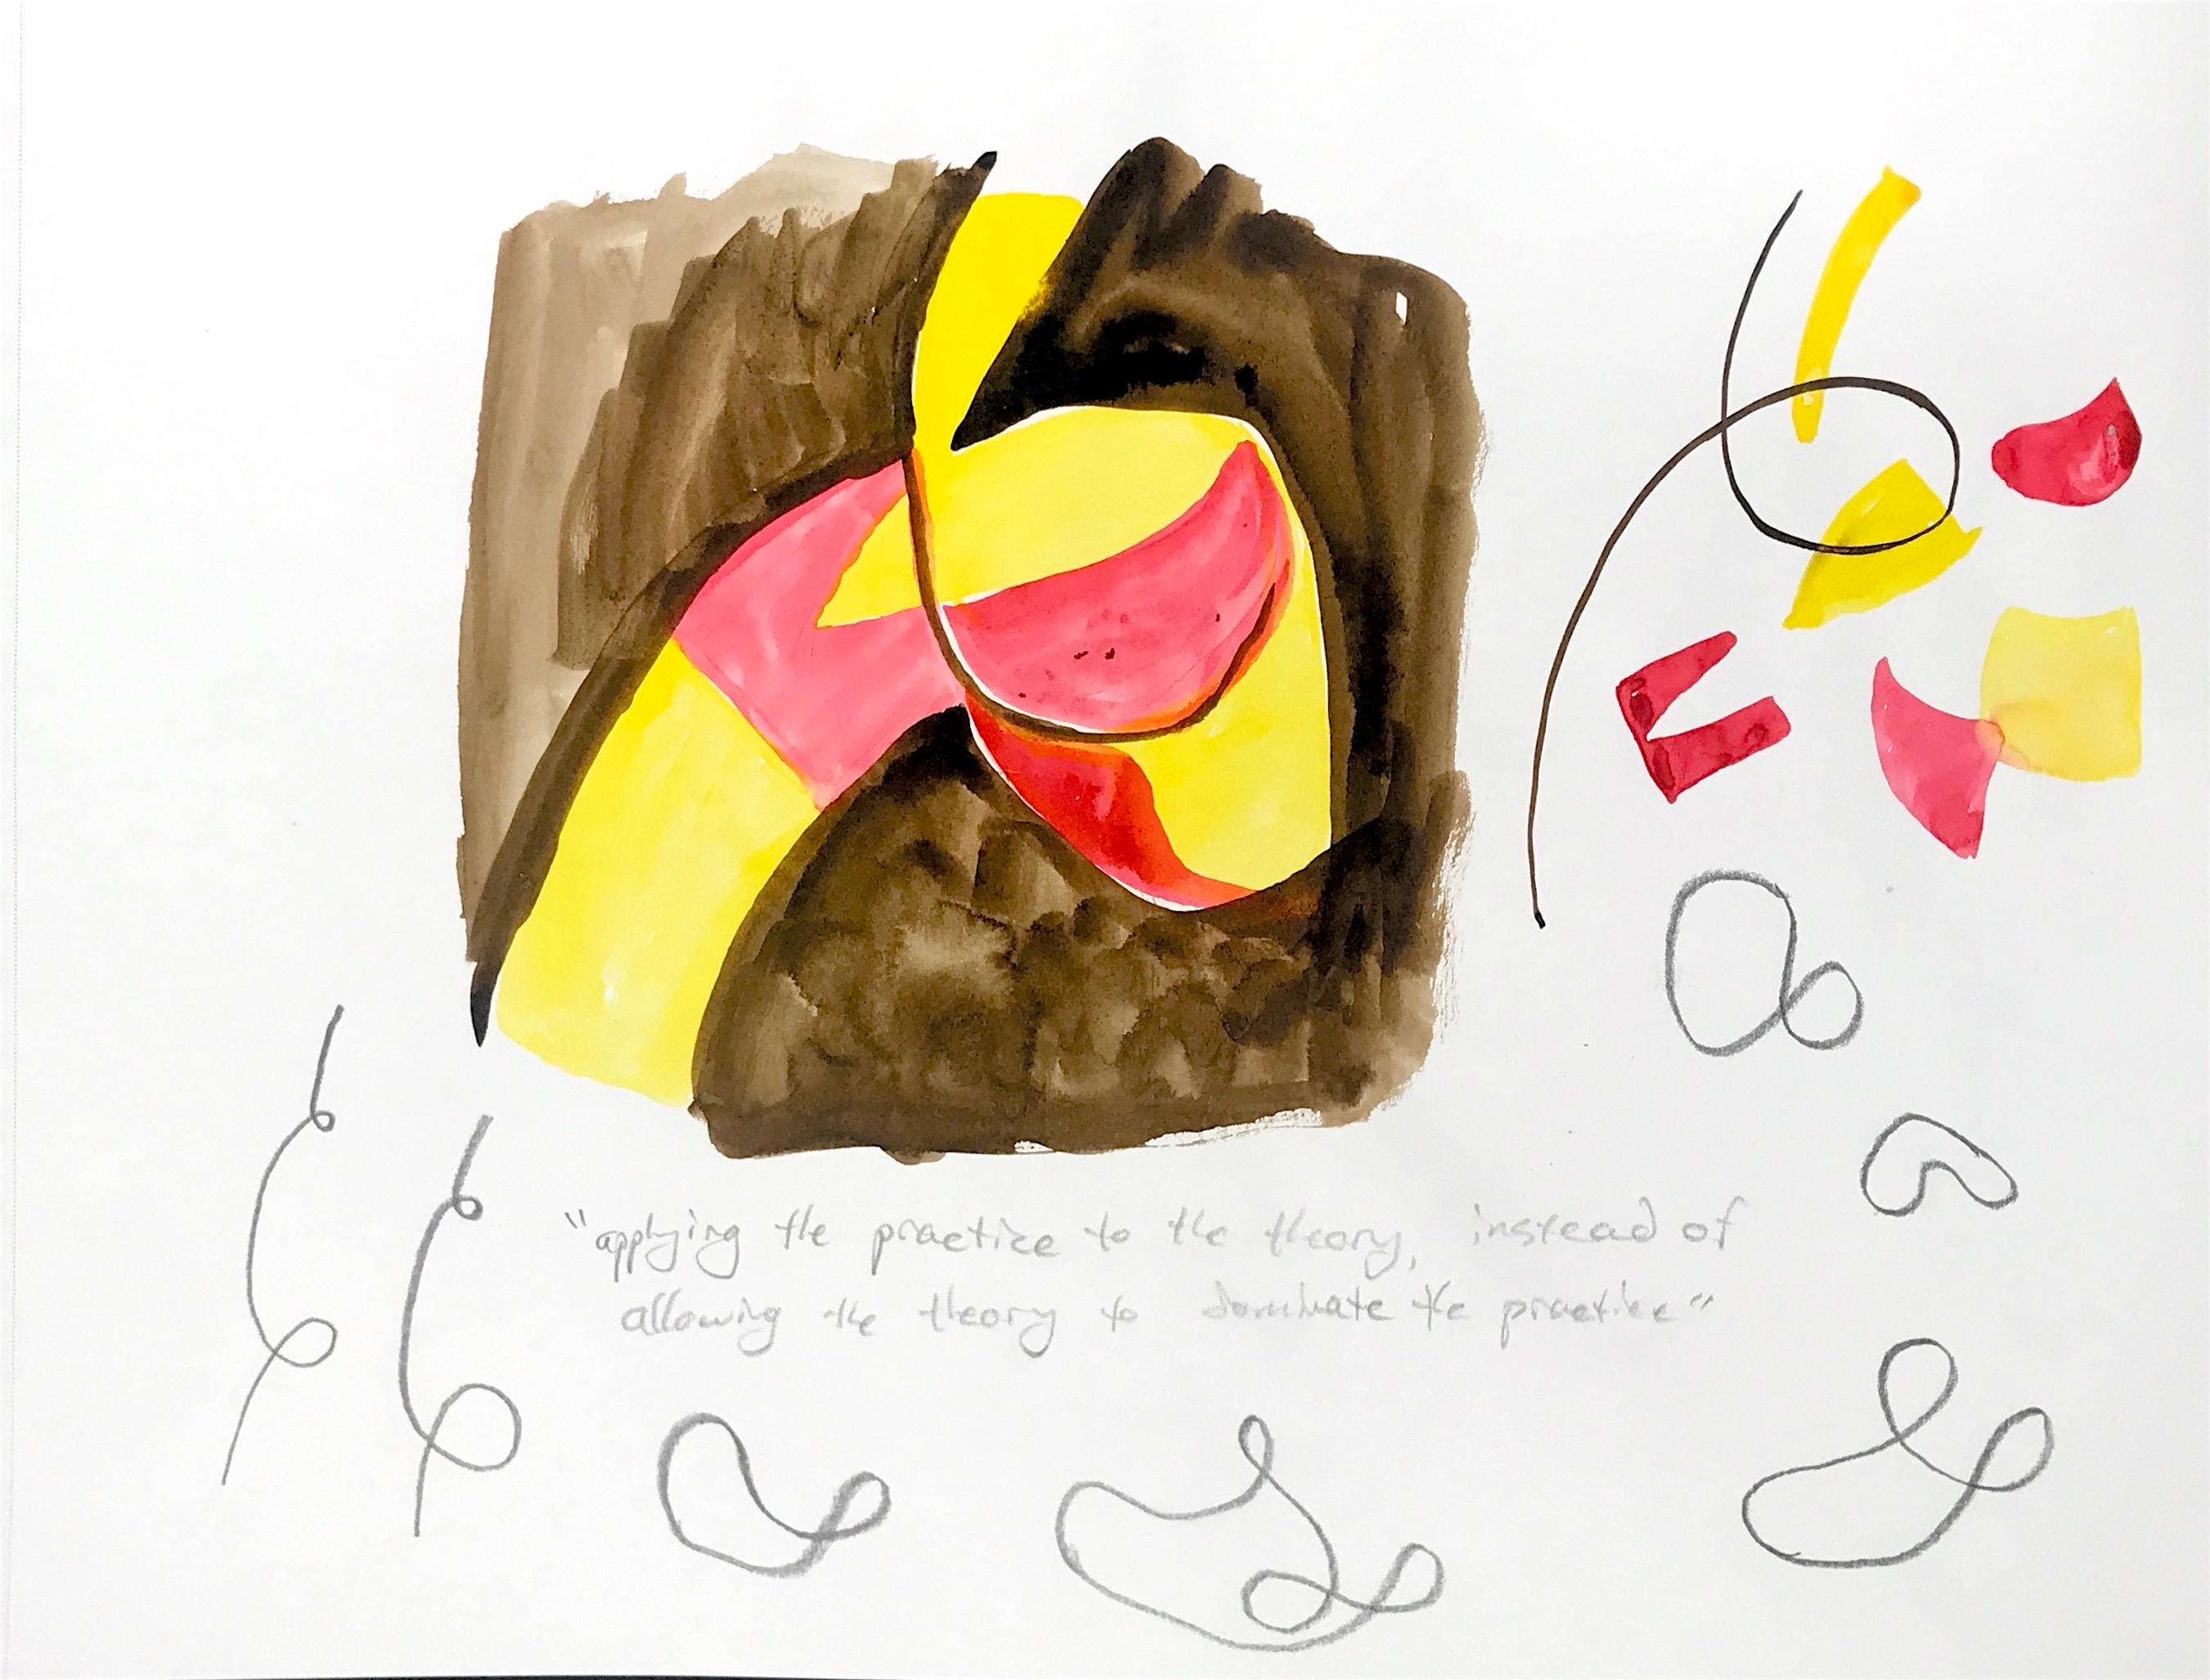 "applying the practice to the theory, instead of
allowing the theory to dominate the practice"